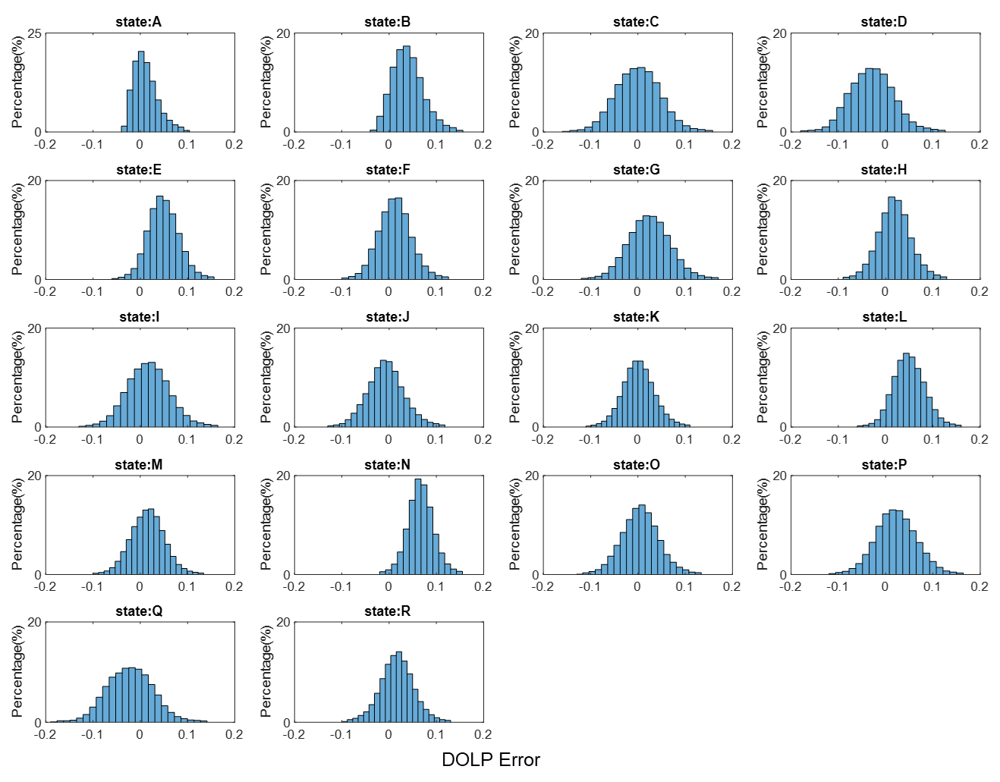 state:A
state:B
state:C
state:D
25
0
Percentage(%)
-0.2 -0.1 0 0.1 0.2
20
0
Percentage(%)
-0.2 -0.1 0 0.1 0.2
20
0
Percentage(%)
-0.2 -0.1 0 0.1 0.2
20
0
Percentage(%)
-0.2 -0.1 0 0.1 0.2
state:E
state:F
state:G
state:H
20
0
Percentage(%)
-0.2 -0.1 0 0.1 0.2
20
0
Percentage(%)
-0.2 -0.1 0 0.1 0.2
20
0
Percentage(%)
-0.2 -0.1 0 0.1 0.2
20
0
Percentage(%)
-0.2 -0.1 0 0.1 0.2
state:I
state:J
state:K
state:L
20
0
Percentage(%)
-0.2 -0.1 0 0.1 0.2
20
0
Percentage(%)
-0.2 -0.1 0 0.1 0.2
20
0
Percentage(%)
-0.2 -0.1 0 0.1 0.2
20
0
Percentage(%)
-0.2 -0.1 0 0.1 0.2
state:M
state:N
state:O
state:P
20
0
Percentage(%)
-0.2 -0.1 0 0.1 0.2
20
0
Percentage(%)
-0.2 -0.1 0 0.1 0.2
20
0
Percentage(%)
-0.2 -0.1 0 0.1 0.2
20
0
Percentage(%)
-0.2 -0.1 0 0.1 0.2
state:Q
state:R
20
0
Percentage(%)
-0.2 -0.1 0 0.1 0.2
20
0
Percentage(%)
-0.2 -0.1 0 0.1 0.2
DOLP Error